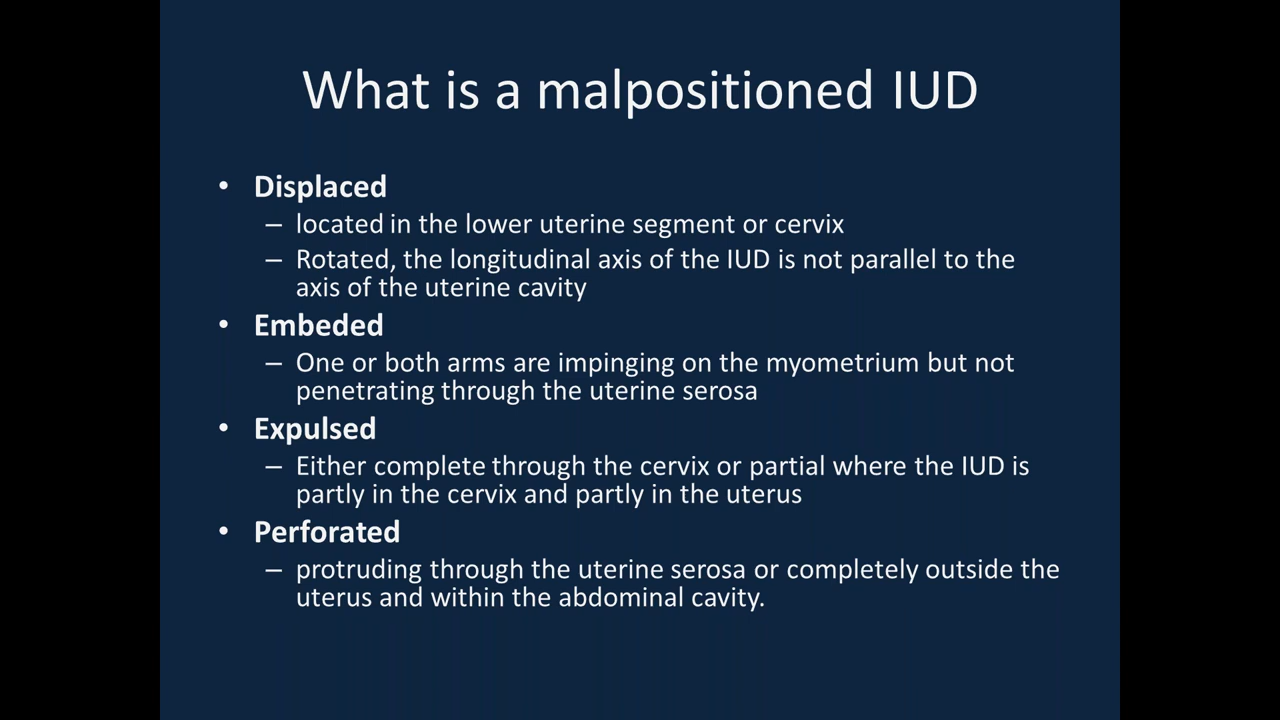 What is a malpositioned IUD
• Displaced
– located in the lower uterine segment or cervix
– Rotated, the longitudinal axis of the IUD is not parallel to the
axis of the uterine cavity
• Embeded
– One or both arms are impinging on the myometrium but not
penetrating through the uterine serosa
• Expulsed
– Either complete through the cervix or partial where the IUD is
partly in the cervix and partly in the uterus
• Perforated
– protruding through the uterine serosa or completely outside the
uterus and within the abdominal cavity.